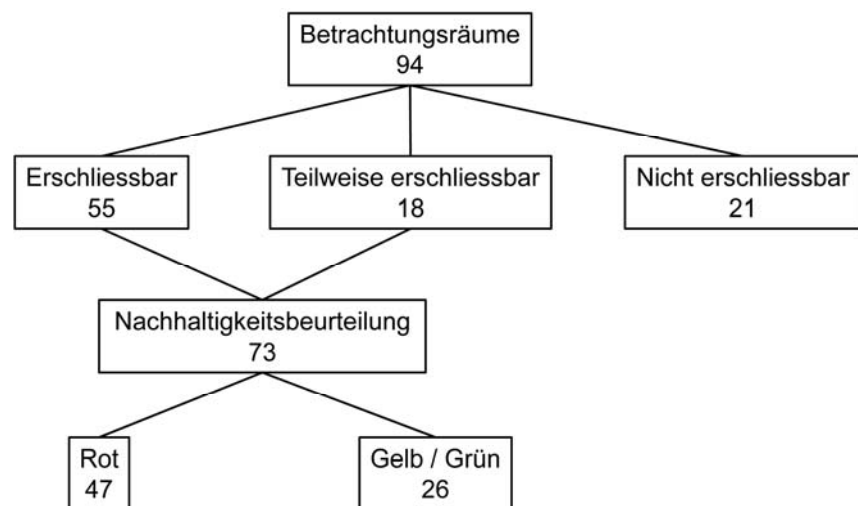 Betrachtungsräume
94
Erschliessbar
55
Teilweise erschliessbar
18
Nicht erschliessbar
21
Nachhaltigkeitsbeurteilung
73
Rot
47
Gelb / Grün
26